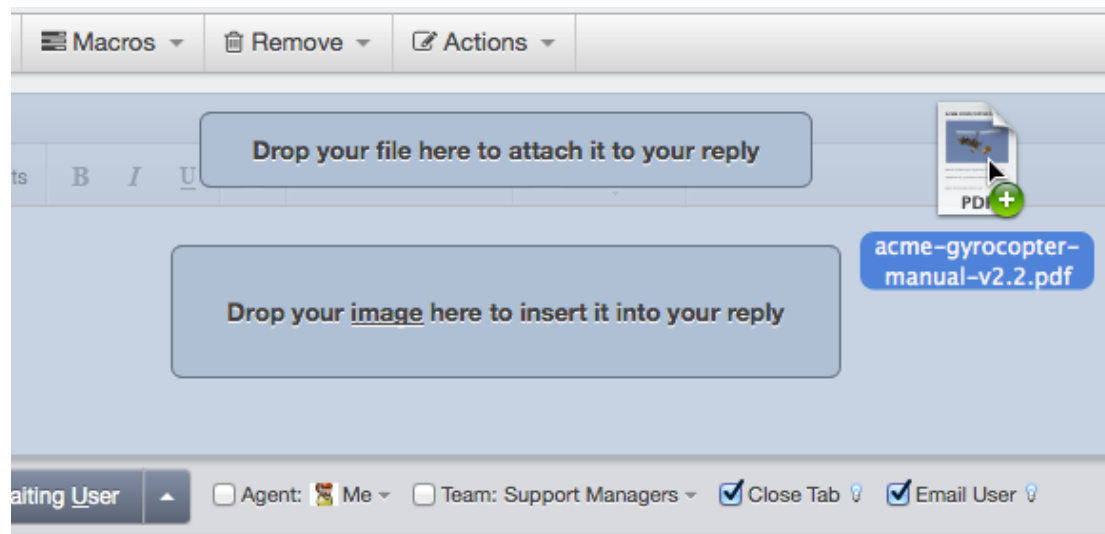 Macros Remove Actions
Drop your file here to attach it to your reply
ts B I U
PDF
acme-gyrocopter-
manual-v2.2.pdf
Drop your image here to insert it into your reply
aiting User Agent: Me Team: Support Managers Close Tab Email User